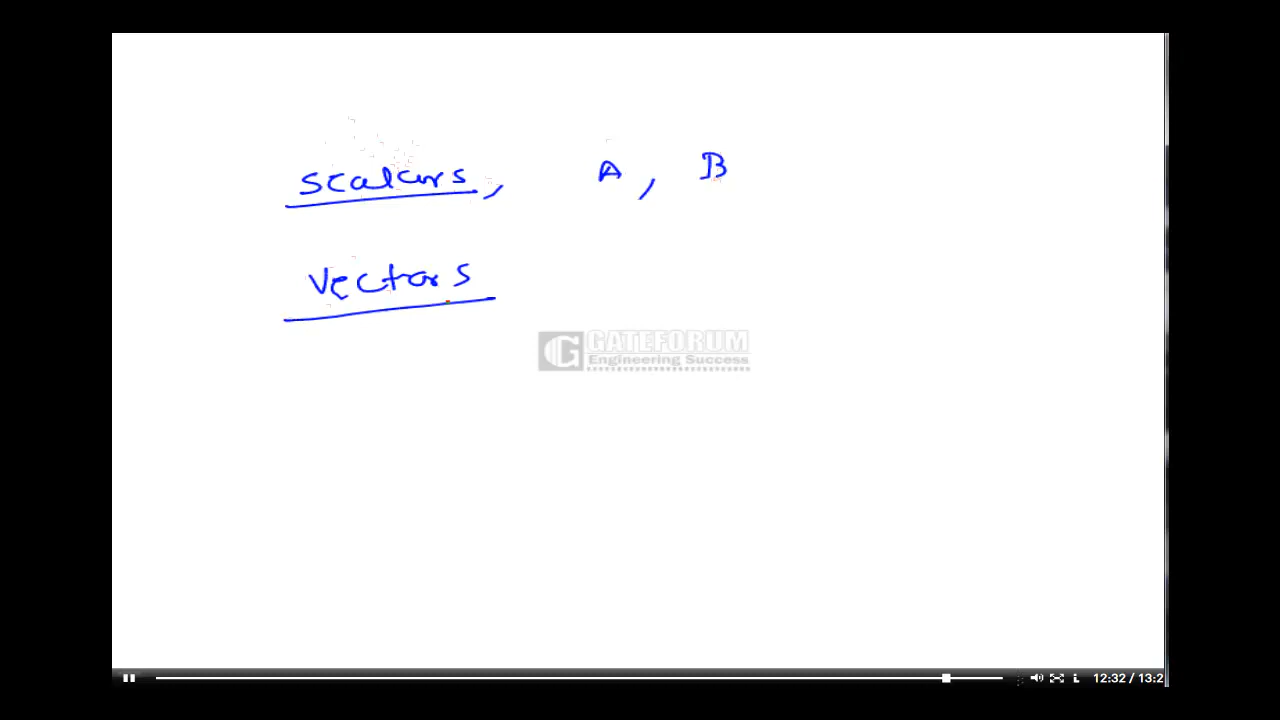 scalars, A, B
vectors
GATEFORUM
Engineering Success
12:32 / 13:2